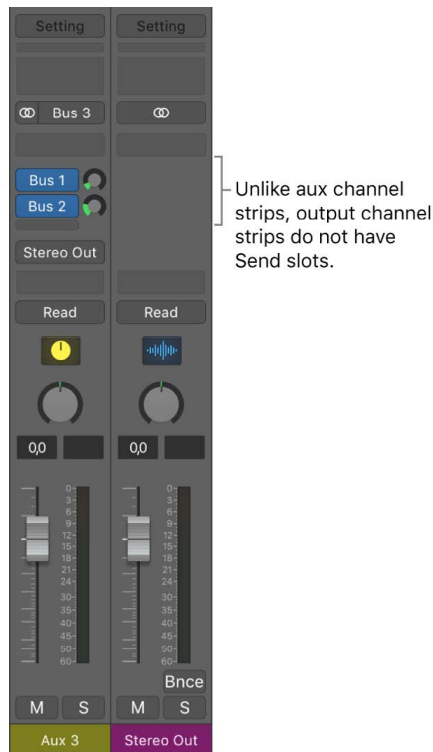 Setting Setting
Bus 3
Bus 1
Bus 2
Unlike aux channel
strips, output channel
strips do not have
Send slots.
Stereo Out
Read Read
0,0 0,0
0 0
3 3
6 6
9 9
12 12
15 15
18 18
21 21
24 24
30 30
35 35
40 40
45 45
50 50
60 60
Bnce
M S M S
Aux 3 Stereo Out